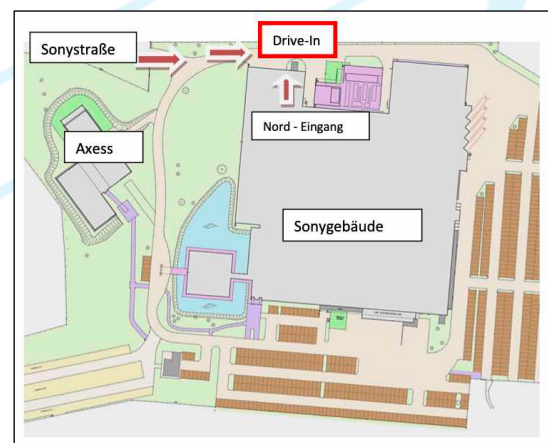 Drive-In
Sonystraße
Nord - Eingang
Axess
Sonygebäude